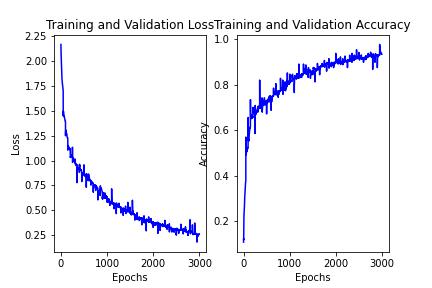 Training and Validation Loss
2.25
2.00
1.75
1.50
1.25
1.00
0.75
0.50
0.25
Loss
0 1000 2000 3000
Epochs
Training and Validation Accuracy
1.0
0.8
0.6
0.4
0.2
Accuracy
0 1000 2000 3000
Epochs